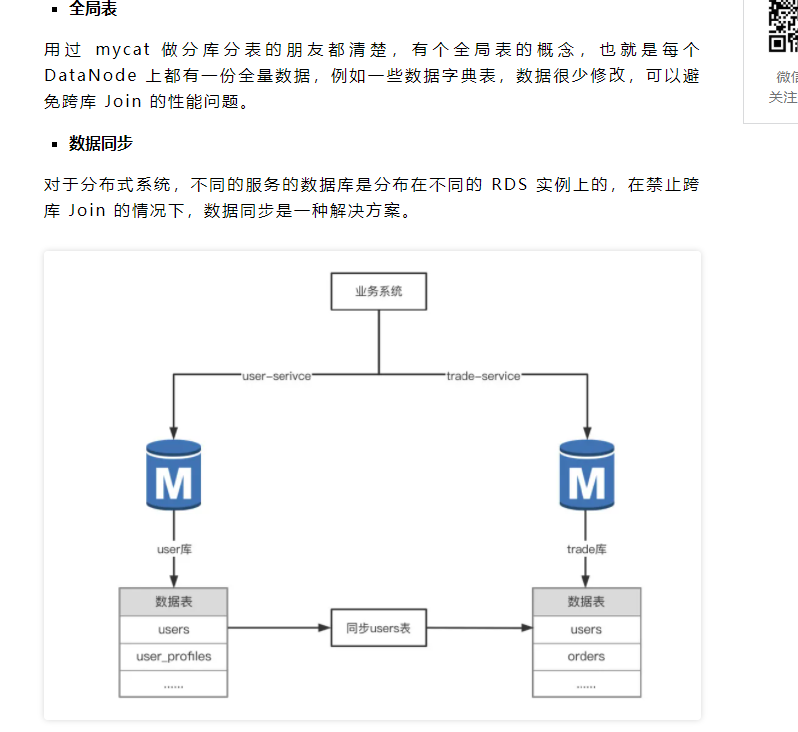 全局表
用过 mycat 做分库分表的朋友都清楚，有个全局表的概念，也就是每个
DataNode 上都有一份全量数据，例如一些数据字典表，数据很少修改，可以避
免跨库 Join 的性能问题。
数据同步
对于分布式系统，不同的服务的数据库是分布在不同的 RDS 实例上的，在禁止跨
库 Join 的情况下，数据同步是一种解决方案。
微信
关注
业务系统
user-serivce
trade-service
M
M
user库
trade库
数据表
数据表
users
同步users表
users
user_profiles
orders
......
......